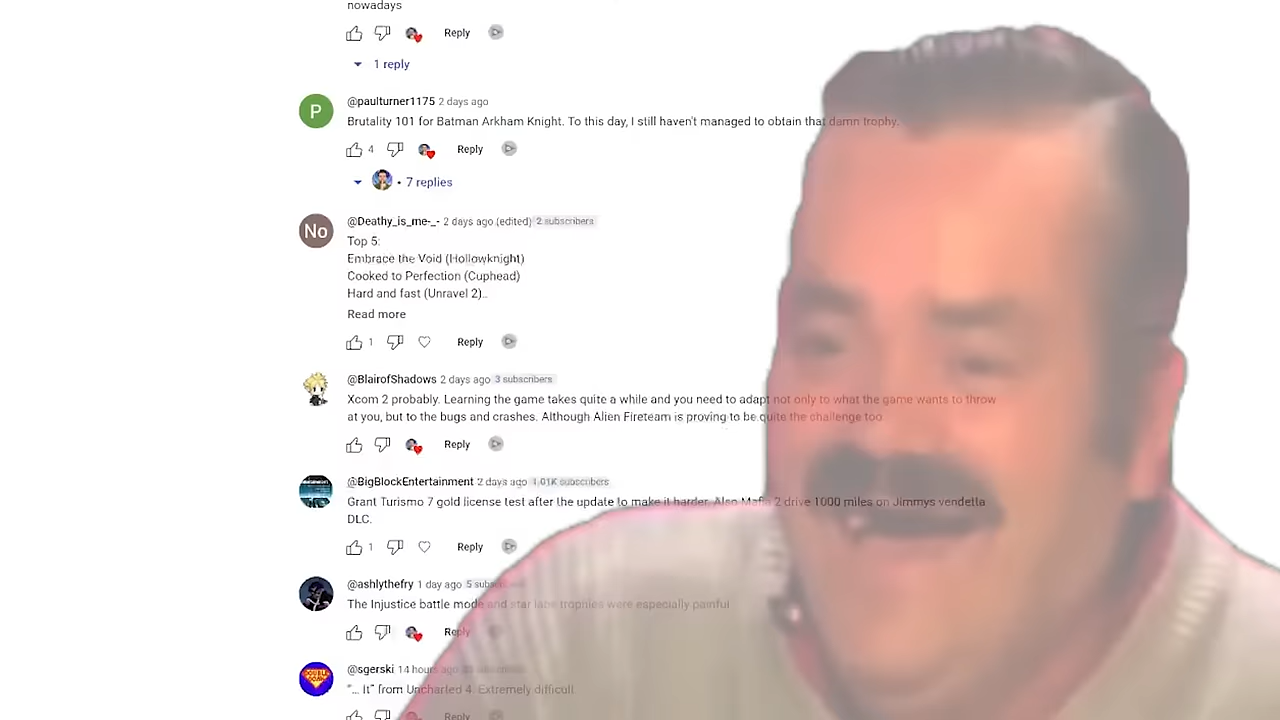 nowadays
Reply
1 reply
P
@paulturner1175 2 days ago
Brutality 101 for Batman Arkham Knight. To this day, I still haven't managed to obtain that damn trophy.
4 Reply
• 7 replies
No
@Deathy_is_me-_- 2 days ago (edited) 2 subscribers
Top 5:
Embrace the Void (Hollowknight)
Cooked to Perfection (Cuphead)
Hard and fast (Unravel 2)..
Read more
1 Reply
@BlairofShadows 2 days ago 3 subscribers
Xcom 2 probably. Learning the game takes quite a while and you need to adapt not only to what the game wants to throw
at you, but to the bugs and crashes. Although Alien Fireteam is proving to be quite the challenge too
Reply
@BigBlockEntertainment 2 days ago 1.01K subscribers
Grant Turismo 7 gold license test after the update to make it harder. Also Mafia 2 drive 1000 miles on Jimmys vendetta
DLC.
1 Reply
@ashlythefry 1 day ago 5
The Injustice battle mode and star labs trophies were especially painful
Reply
@sgerski 14 hours ago
"... It" from Uncharted 4. Extremely difficult
Reply